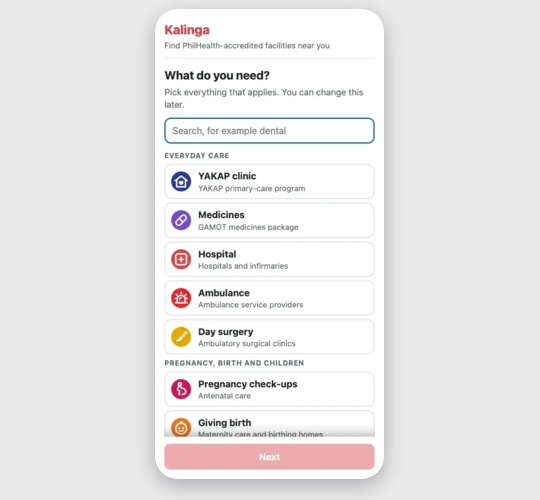 Kalinga
Find PhilHealth-accredited facilities near you
What do you need?
Pick everything that applies. You can change this
later.
Search, for example dental
EVERYDAY CARE
YAKAP clinic
YAKAP primary-care program
Medicines
GAMOT medicines package
Hospital
Hospitals and infirmaries
Ambulance
Ambulance service providers
Day surgery
Ambulatory surgical clinics
PREGNANCY, BIRTH AND CHILDREN
Pregnancy check-ups
Antenatal care
Giving birth
Maternity care and birthing homes
Next